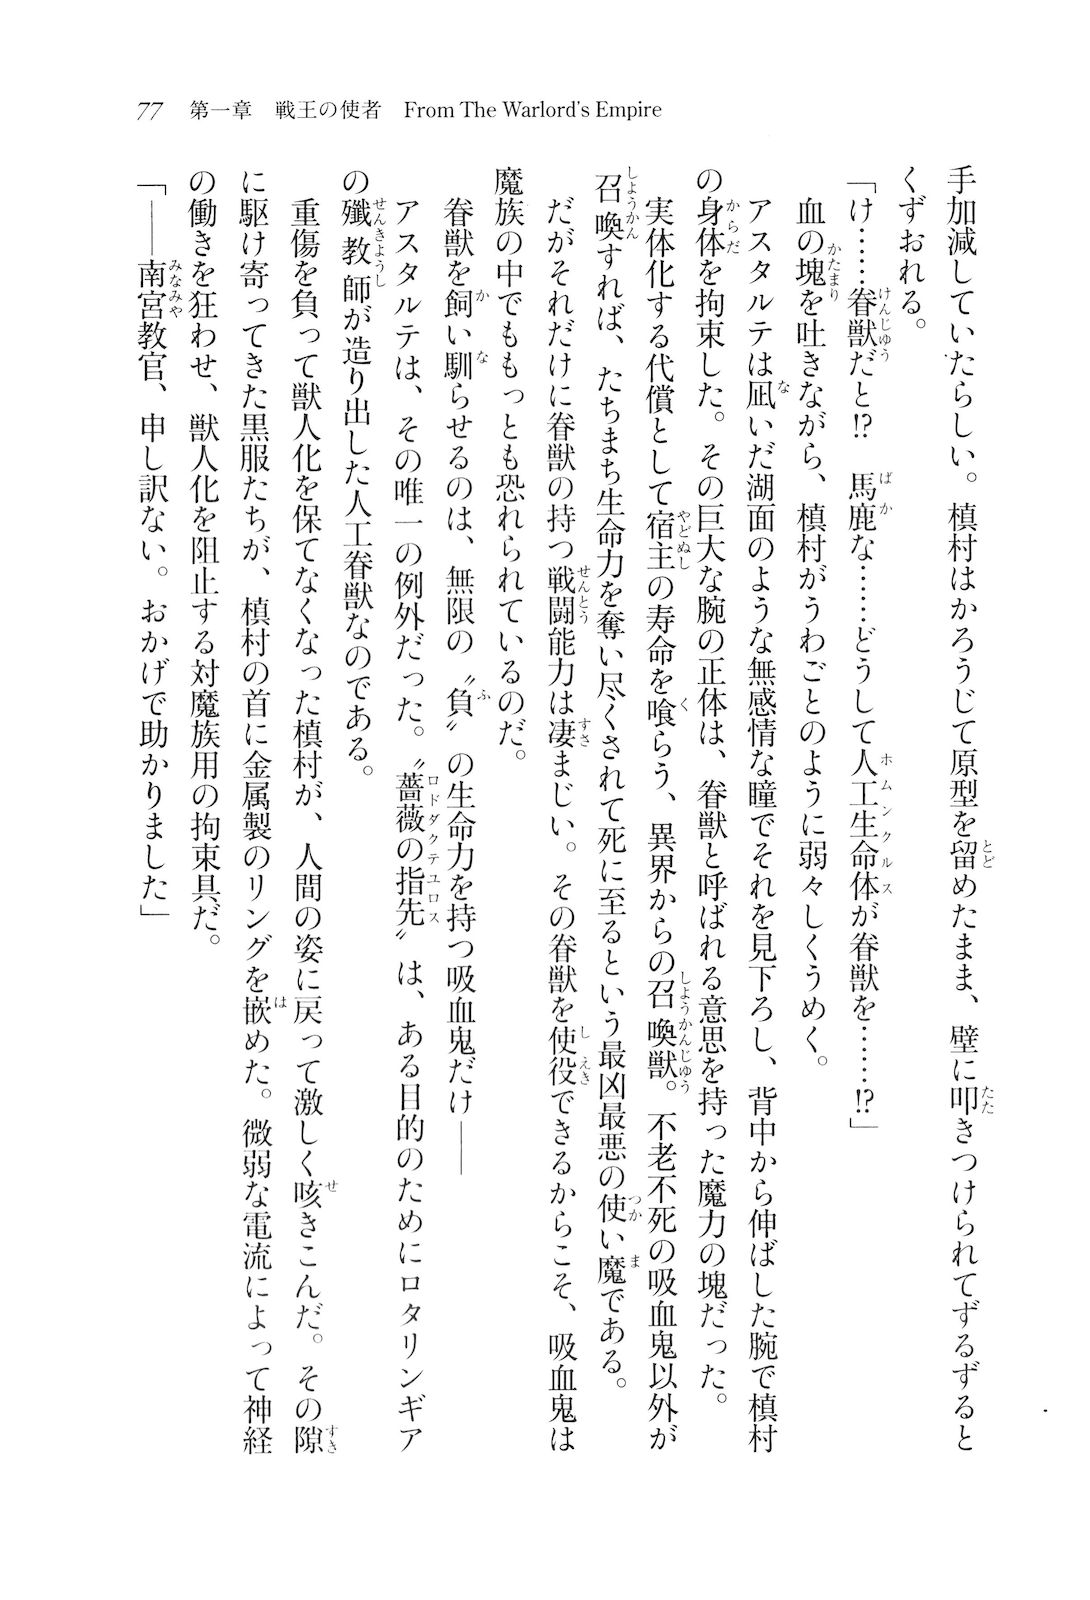 77　第一章　戦王の使者　From The Warlord's Empire
手加減していたらしい。槙村はかろうじて原型を留めたまま、壁に叩きつけられてずるずると
くずおれる。
「け……眷獣だと!?　馬鹿な……どうして人工生命体が眷獣を……!?」
　血の塊を吐きながら、槙村がうわごとのように弱々しくうめく。
　アスタルテは凪いだ湖面のような無感情な瞳でそれを見下ろし、背中から伸ばした腕で槙村
の身体を拘束した。その巨大な腕の正体は、眷獣と呼ばれる意思を持った魔力の塊だった。
　実体化する代償として宿主の寿命を喰らう、異界からの召喚獣。不老不死の吸血鬼以外が
召喚すれば、たちまち生命力を奪い尽くされて死に至るという最凶最悪の使い魔である。
　だがそれだけに眷獣の持つ戦闘能力は凄まじい。その眷獣を使役できるからこそ、吸血鬼は
魔族の中でももっとも恐れられているのだ。
　眷獣を飼い馴らせるのは、無限の〝負〟の生命力を持つ吸血鬼だけ――
　アスタルテは、その唯一の例外だった。〝薔薇の指先〟は、ある目的のためにロタリンギア
の殲教師が造り出した人工眷獣なのである。
　重傷を負って獣人化を保てなくなった槙村が、人間の姿に戻って激しく咳きこんだ。その隙
に駆け寄ってきた黒服たちが、槙村の首に金属製のリングを嵌めた。微弱な電流によって神経
の働きを狂わせ、獣人化を阻止する対魔族用の拘束具だ。
「――南宮教官、申し訳ない。おかげで助かりました」